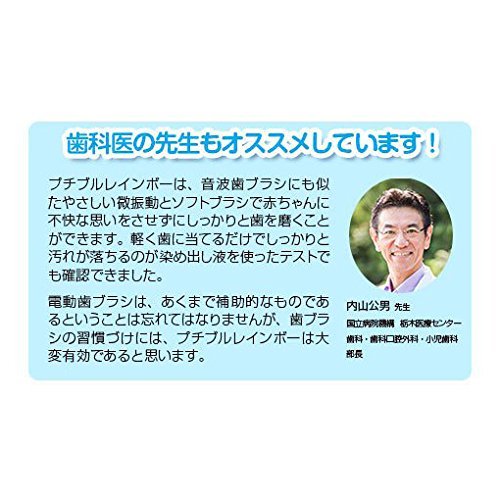 歯科医の先生もオススメしています！
プチブルレインボーは、音波歯ブラシにも似
たやさしい微振動とソフトブラシで赤ちゃんに
不快な思いをさせずにしっかりと歯を磨くこと
ができます。軽く歯に当てるだけでしっかりと
汚れが落ちるのが染め出し液を使ったテストで
も確認できました。
電動歯ブラシは、あくまで補助的なものであ
るということは忘れてはなりませんが、歯ブラ
シの習慣づけには、プチブルレインボーは大
変有効であると思います。
内山公男 先生
国立病院機構 栃木医療センター
歯科・歯科口腔外科・小児歯科
部長